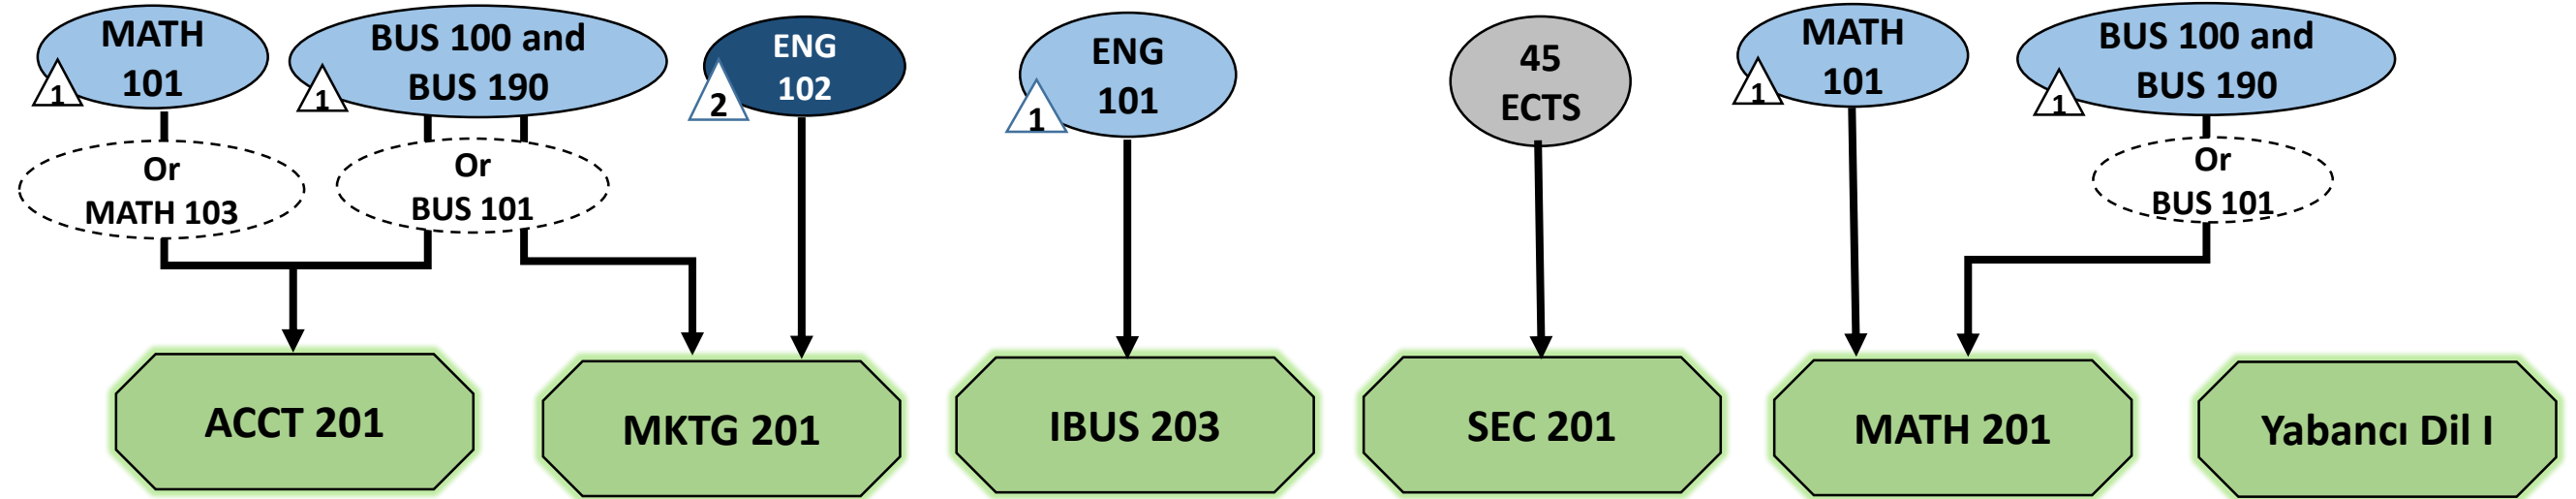 MATH
101
1
BUS 100 and
BUS 190
1
ENG
102
2
ENG
101
1
45
ECTS
MATH
101
1
BUS 100 and
BUS 190
1
Or
MATH 103
Or
BUS 101
Or
BUS 101
ACCT 201
MKTG 201
IBUS 203
SEC 201
MATH 201
Yabancı Dil I